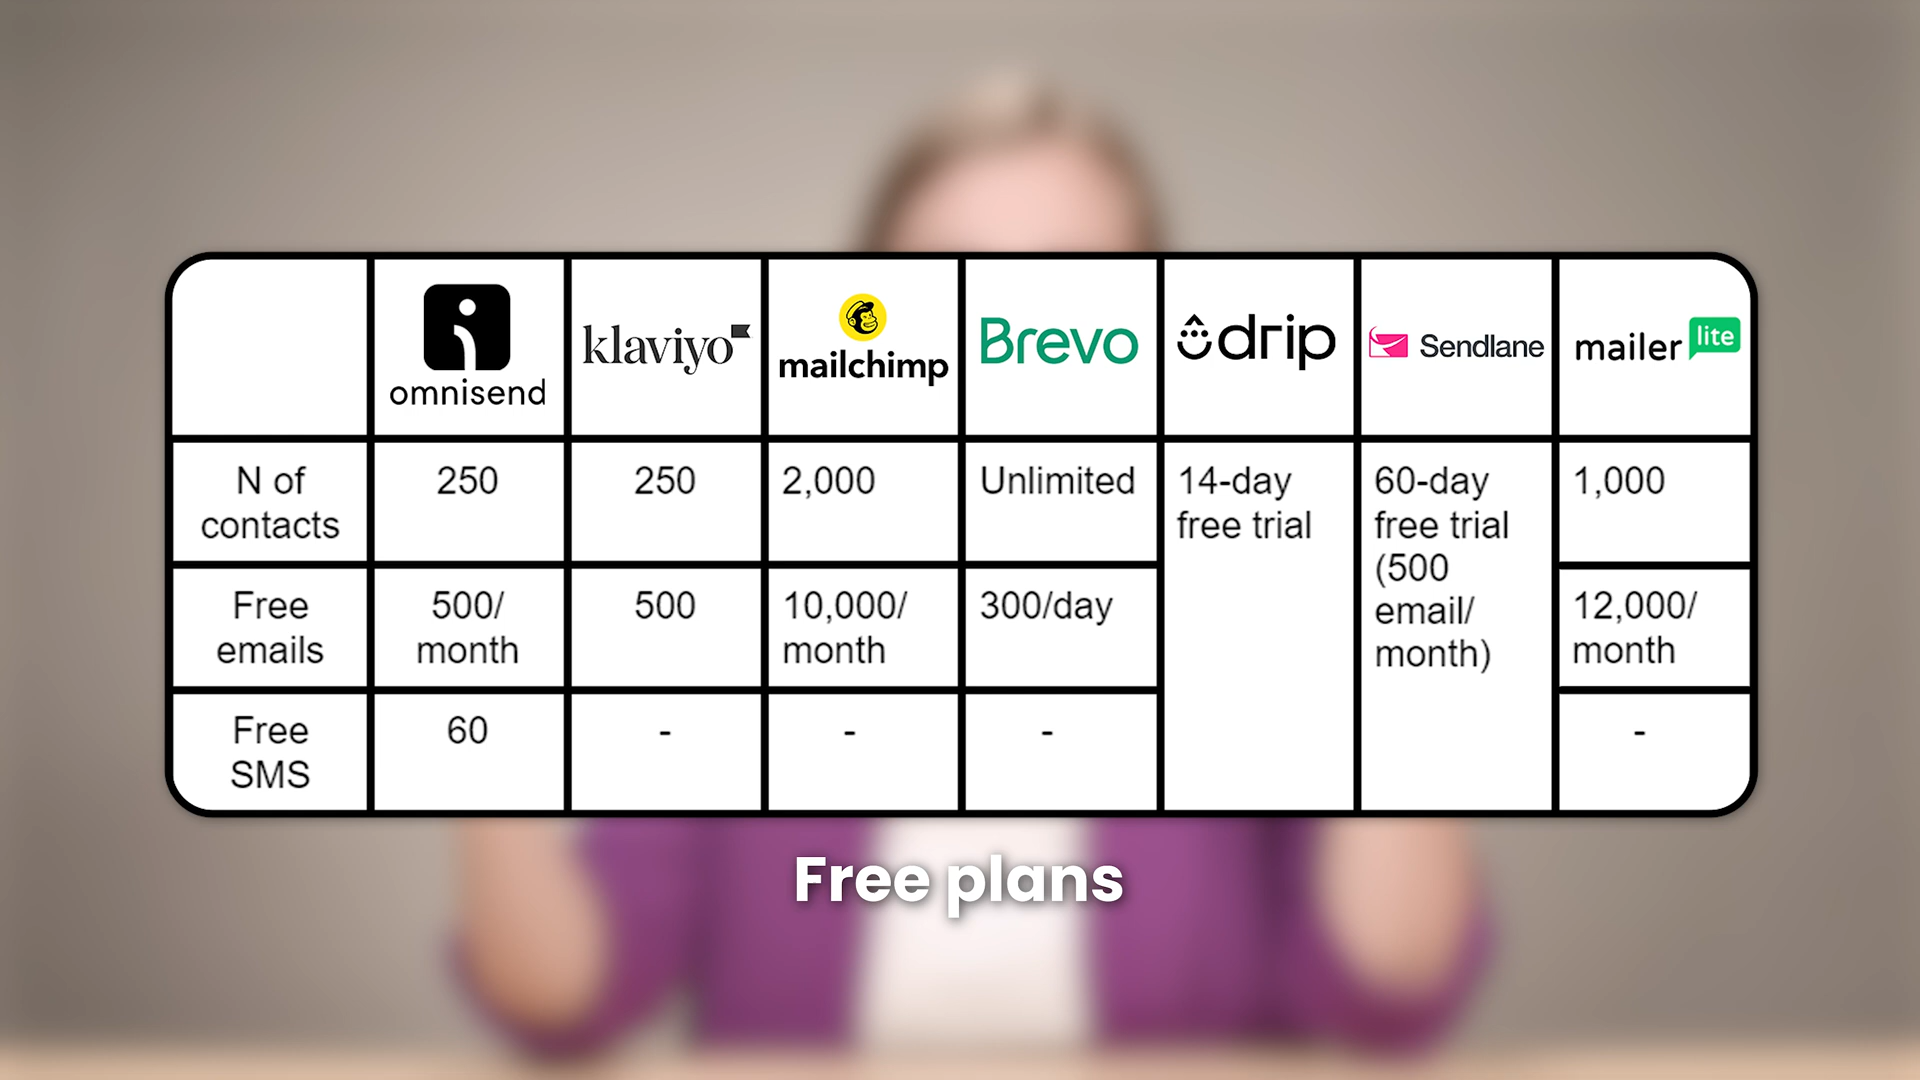 omnisend
klaviyo
mailchimp
Brevo
drip
Sendlane
mailer lite
N of
contacts
250
250
2,000
Unlimited
14-day
free trial
60-day
free trial
(500
email/
month)
1,000
Free
emails
500/
month
500
10,000/
month
300/day
12,000/
month
Free
SMS
60
-
-
-
-
Free plans